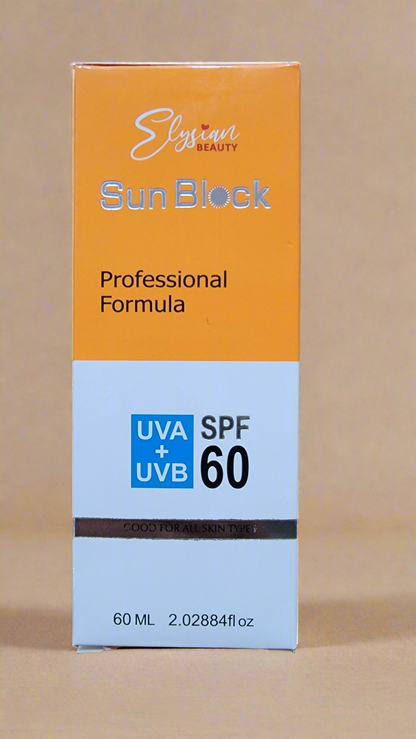 Elysian
BEAUTY
Sun Block
Professional
Formula
UVA
+
UVB
SPF
60
GOOD FOR ALL SKIN TYPE
60 ML 2.02884fl oz